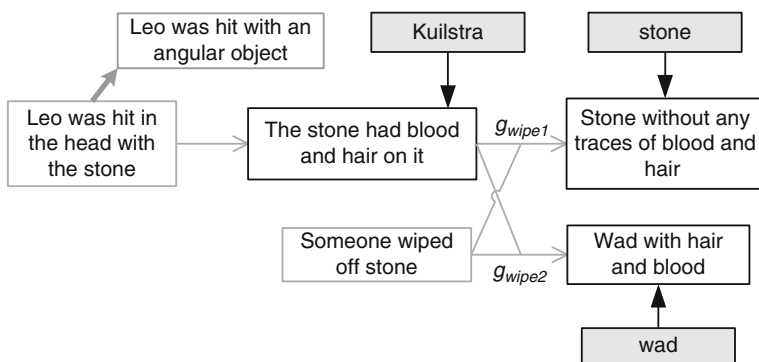 Leo was hit with an
angular object
Kuilstra
stone
Leo was hit in
the head with
the stone
The stone had blood
and hair on it
g_wipe1
Stone without any
traces of blood and
hair
Someone wiped
off stone
g_wipe2
Wad with hair
and blood
wad